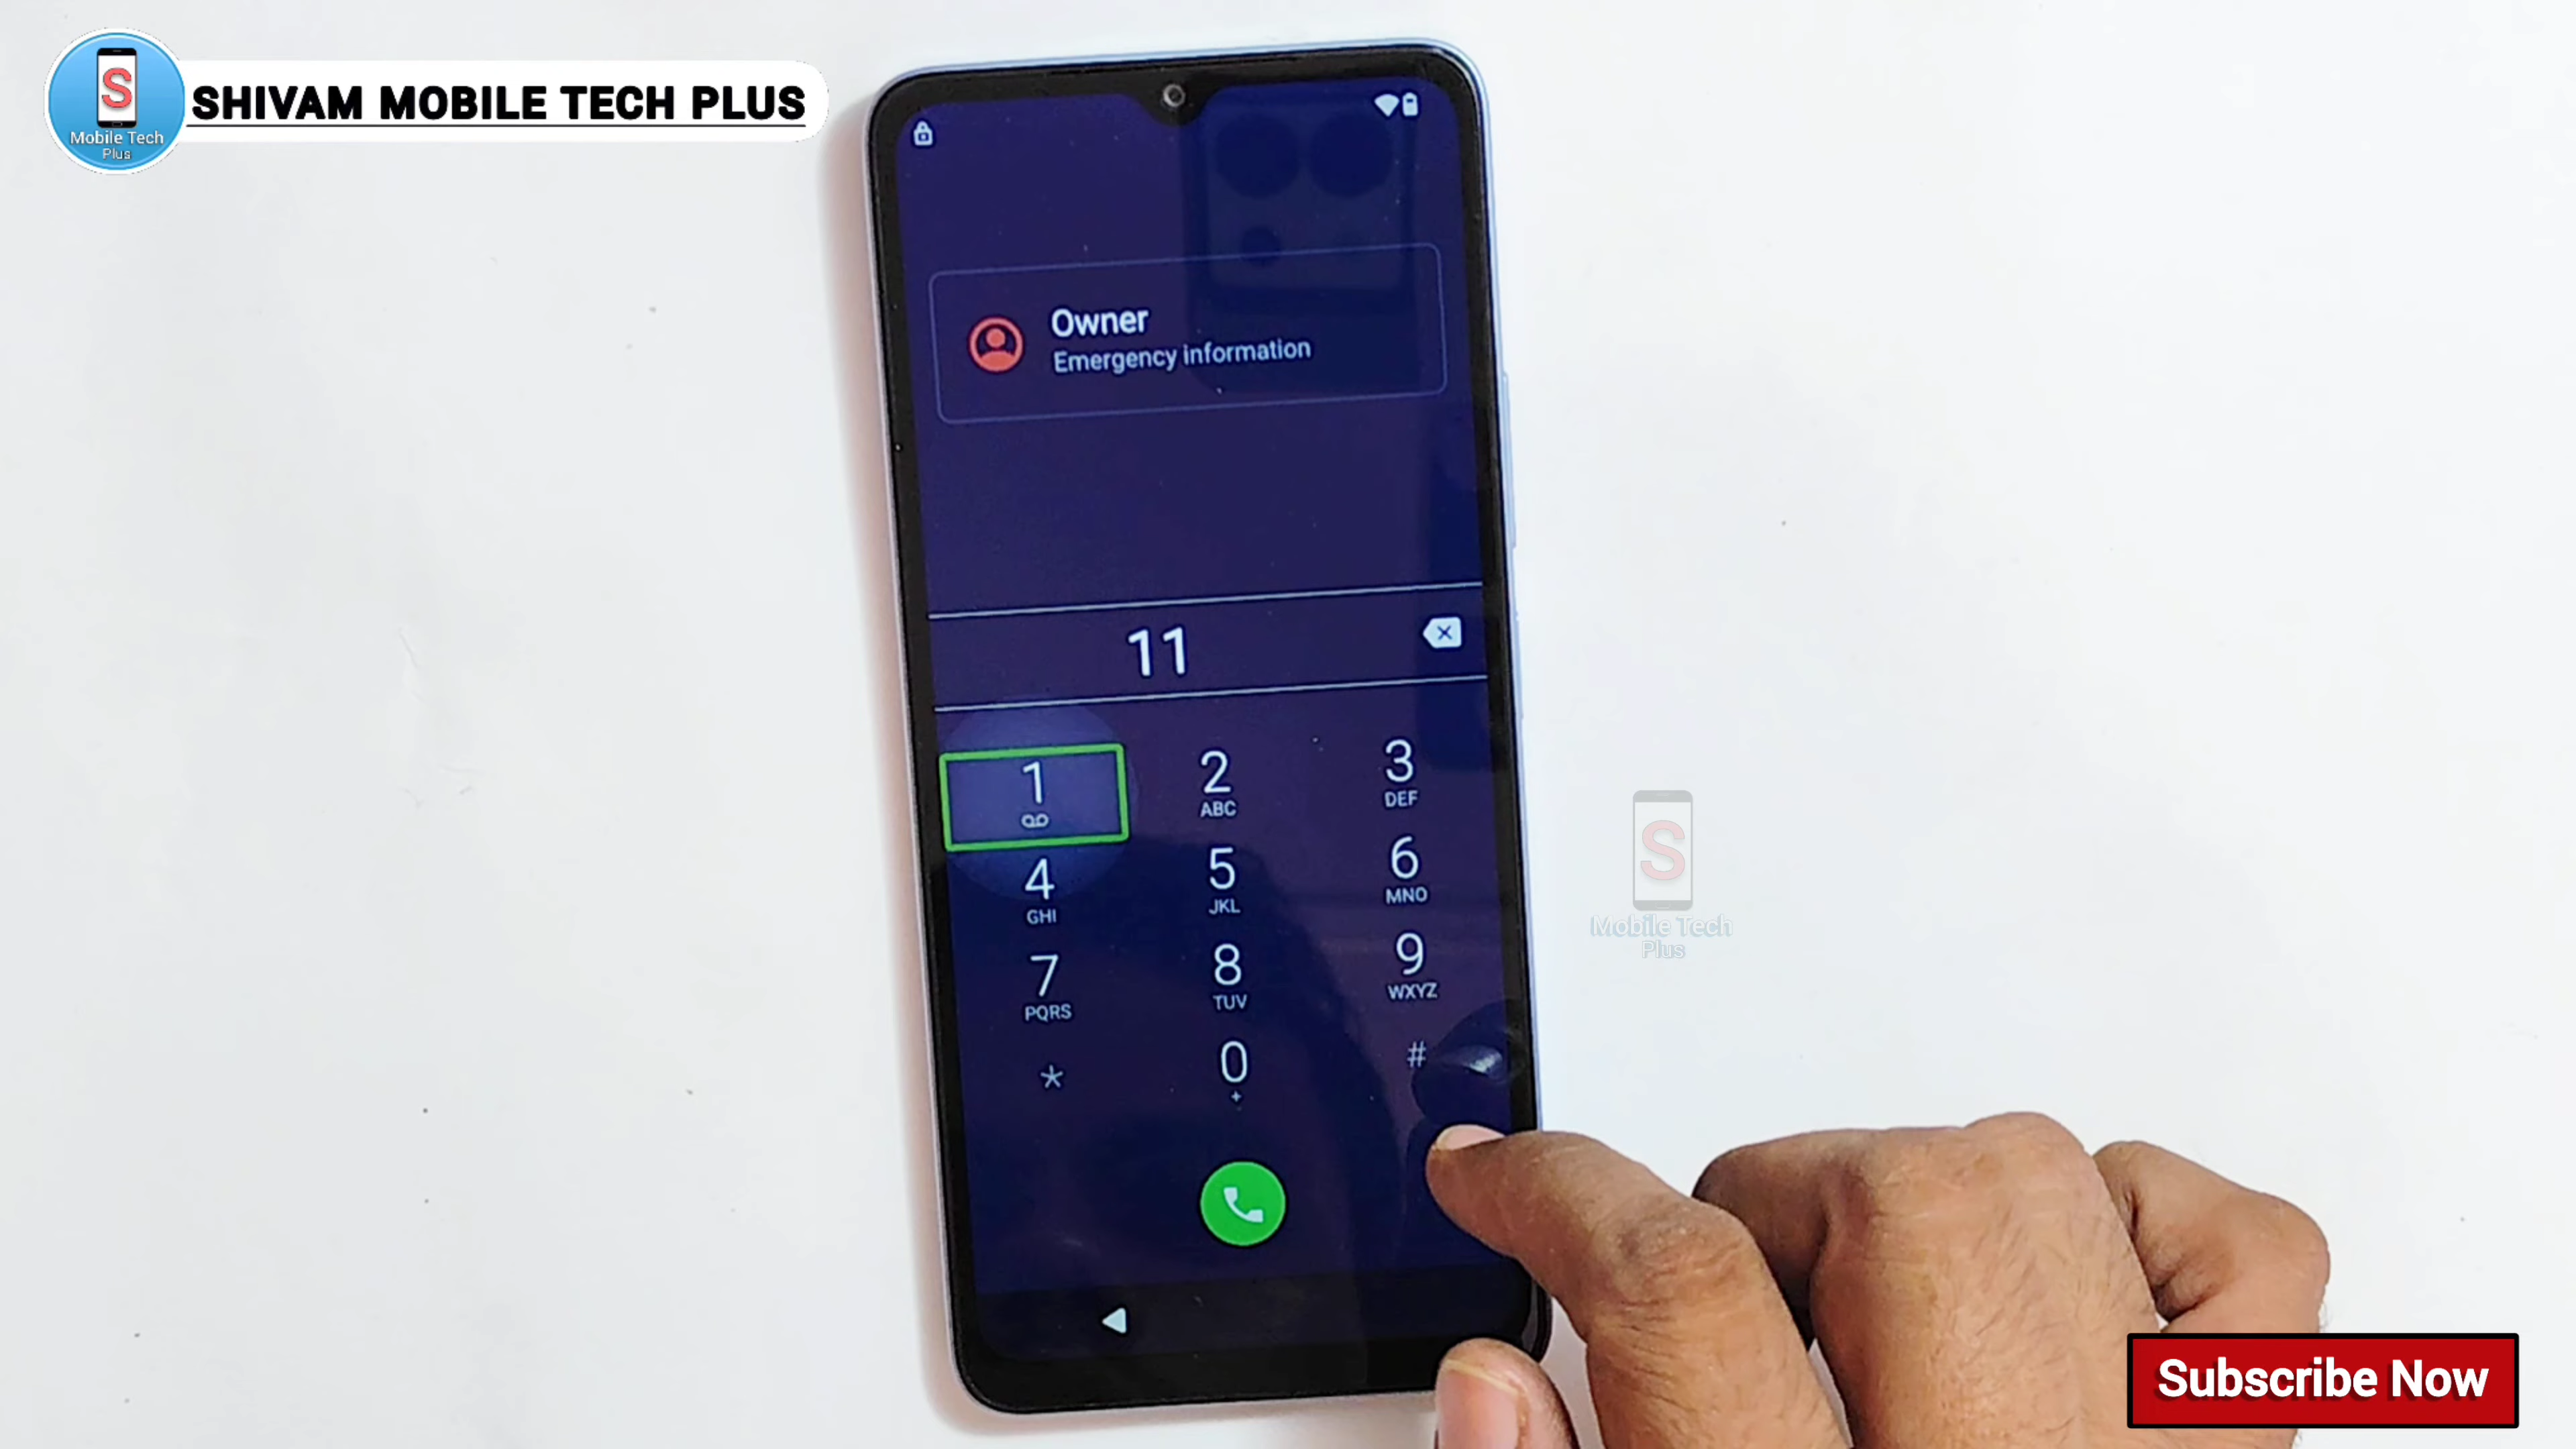 S
Mobile Tech
Plus
SHIVAM MOBILE TECH PLUS
Owner
Emergency information
11
1
2
ABC
3
DEF
4
GHI
5
JKL
6
MNO
7
PQRS
8
TUV
9
WXYZ
*
0
+
#
S
Mobile Tech
Plus
Subscribe Now